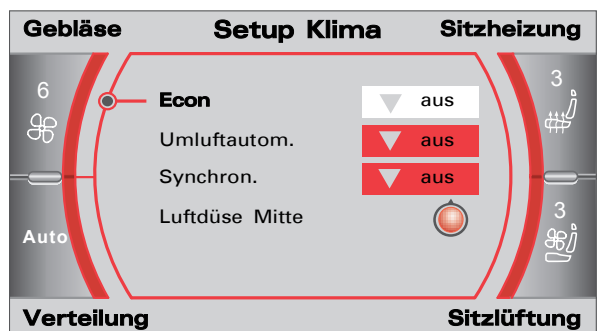 Gebläse Setup Klima Sitzheizung
6 3
Econ aus
Umluftautom. aus
Synchron. aus
Luftdüse Mitte
Auto 3
Verteilung Sitzlüftung